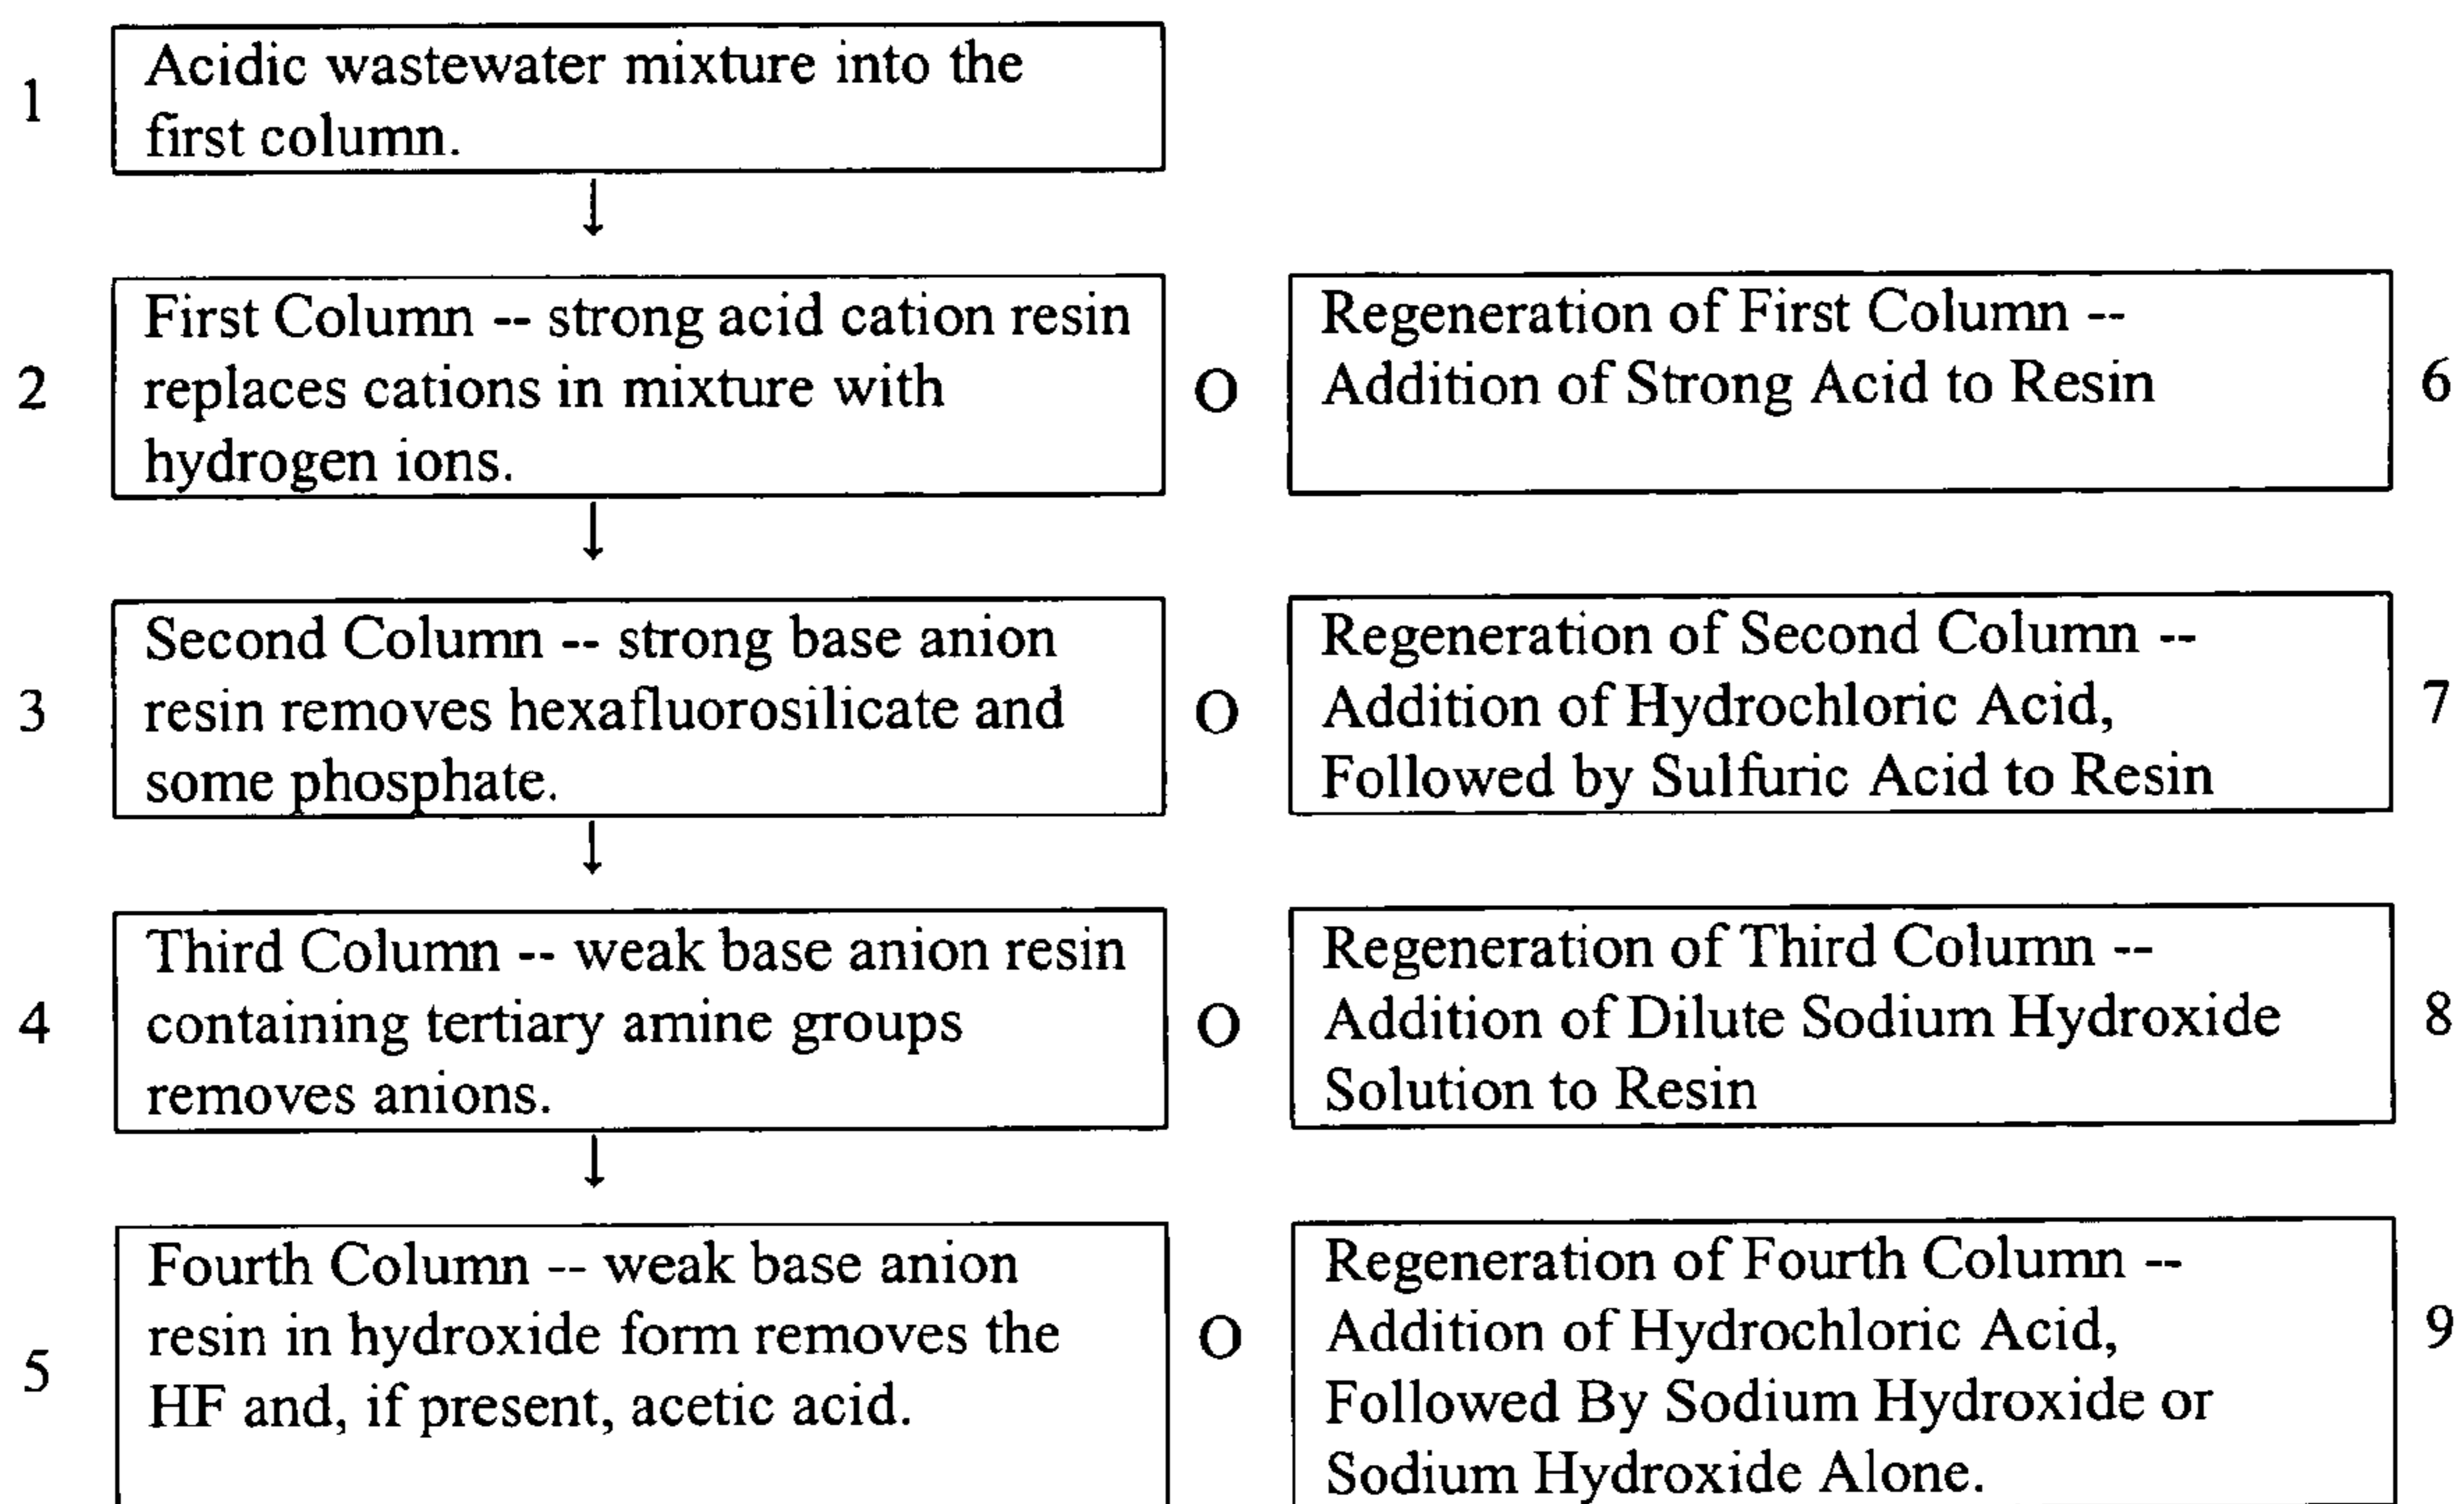 1
Acidic wastewater mixture into the
first column.
2
First Column -- strong acid cation resin
replaces cations in mixture with
hydrogen ions.
O
Regeneration of First Column --
Addition of Strong Acid to Resin
6
3
Second Column -- strong base anion
resin removes hexafluorosilicate and
some phosphate.
O
Regeneration of Second Column --
Addition of Hydrochloric Acid,
Followed by Sulfuric Acid to Resin
7
4
Third Column -- weak base anion resin
containing tertiary amine groups
removes anions.
O
Regeneration of Third Column --
Addition of Dilute Sodium Hydroxide
Solution to Resin
8
5
Fourth Column -- weak base anion
resin in hydroxide form removes the
HF and, if present, acetic acid.
O
Regeneration of Fourth Column --
Addition of Hydrochloric Acid,
Followed By Sodium Hydroxide or
Sodium Hydroxide Alone.
9